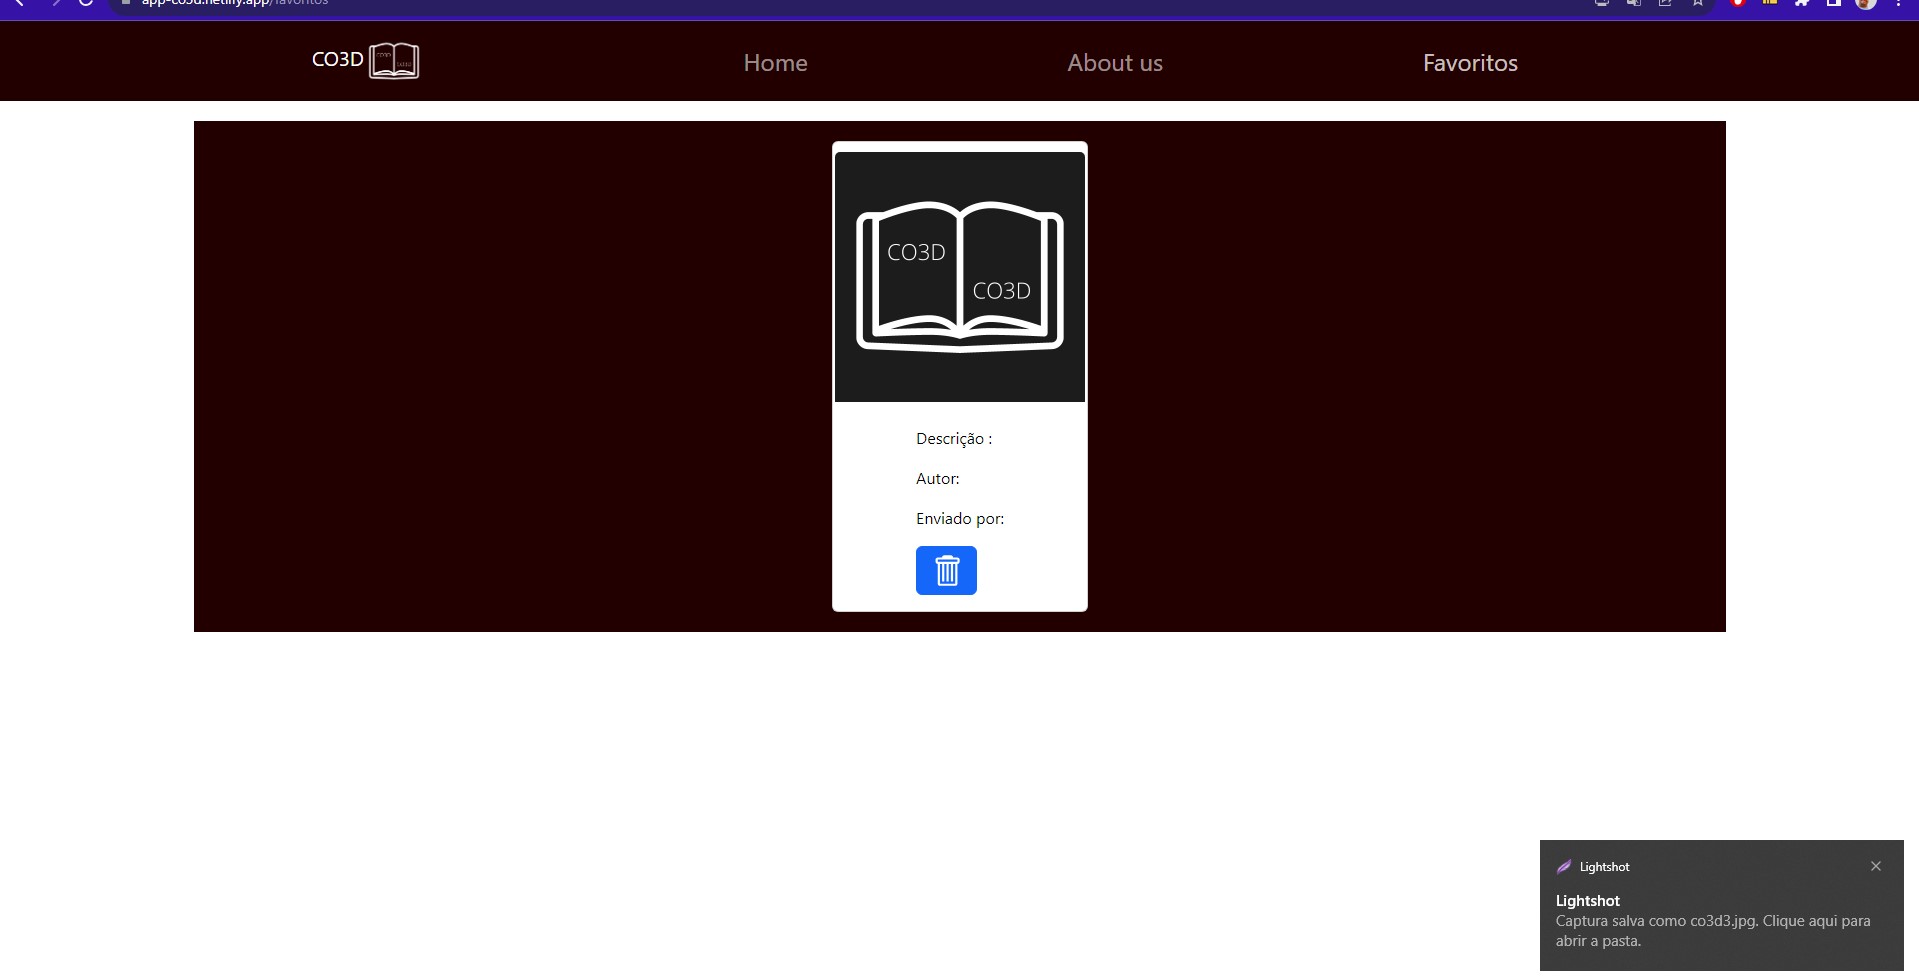 app-co3d.netlify.app/favoritos
CO3D
Home
About us
Favoritos
CO3D
CO3D
Descrição :
Autor:
Enviado por:
Lightshot
Lightshot
Captura salva como co3d3.jpg. Clique aqui para
abrir a pasta.